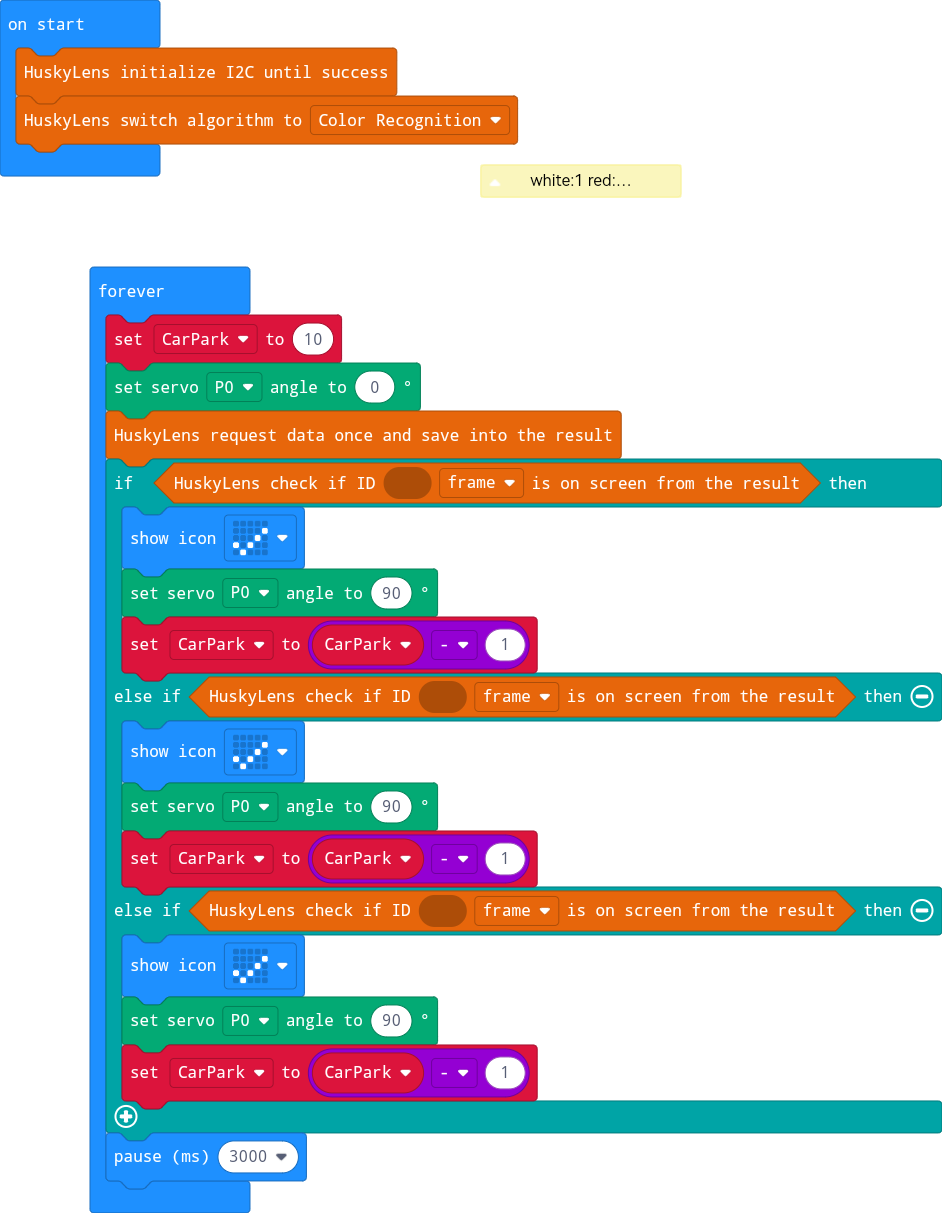 on start
HuskyLens initialize I2C until success
HuskyLens switch algorithm to Color Recognition
white:1 red:...
forever
set CarPark to 10
set servo P0 angle to 0 °
HuskyLens request data once and save into the result
if HuskyLens check if ID frame is on screen from the result then
show icon
set servo P0 angle to 90 °
set CarPark to CarPark - 1
else if HuskyLens check if ID frame is on screen from the result then
show icon
set servo P0 angle to 90 °
set CarPark to CarPark - 1
else if HuskyLens check if ID frame is on screen from the result then
show icon
set servo P0 angle to 90 °
set CarPark to CarPark - 1
pause (ms) 3000